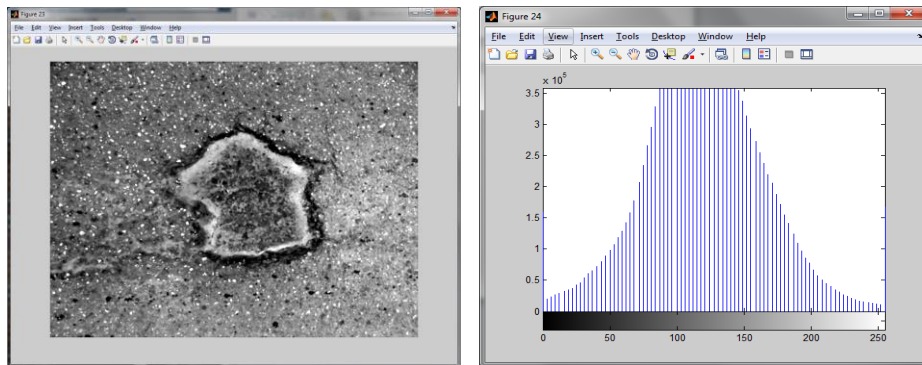 Figure 23
File Edit View Insert Tools Desktop Window Help
Figure 24
File Edit View Insert Tools Desktop Window Help
× 10⁵
3.5
3
2.5
2
1.5
1
0.5
0
0 50 100 150 200 250